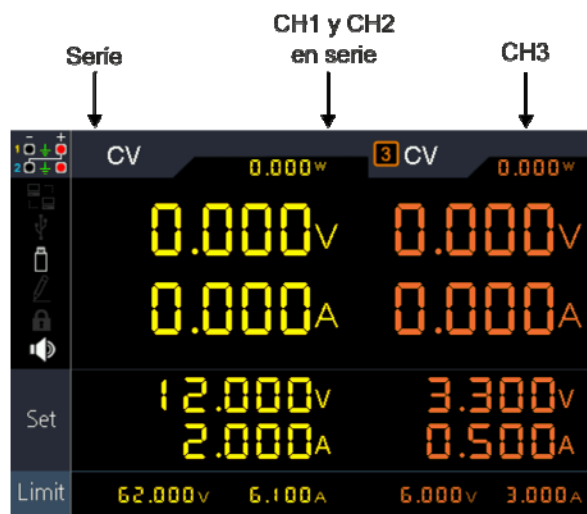 Serie
CH1 y CH2
en serie
CH3
- +
1
2
CV
0.000W
3 CV
0.000W
0.000V
0.000V
0.000A
0.000A
Set
12.000V
3.300V
2.000A
0.500A
Limit
62.000V
6.100A
6.000V
3.000A